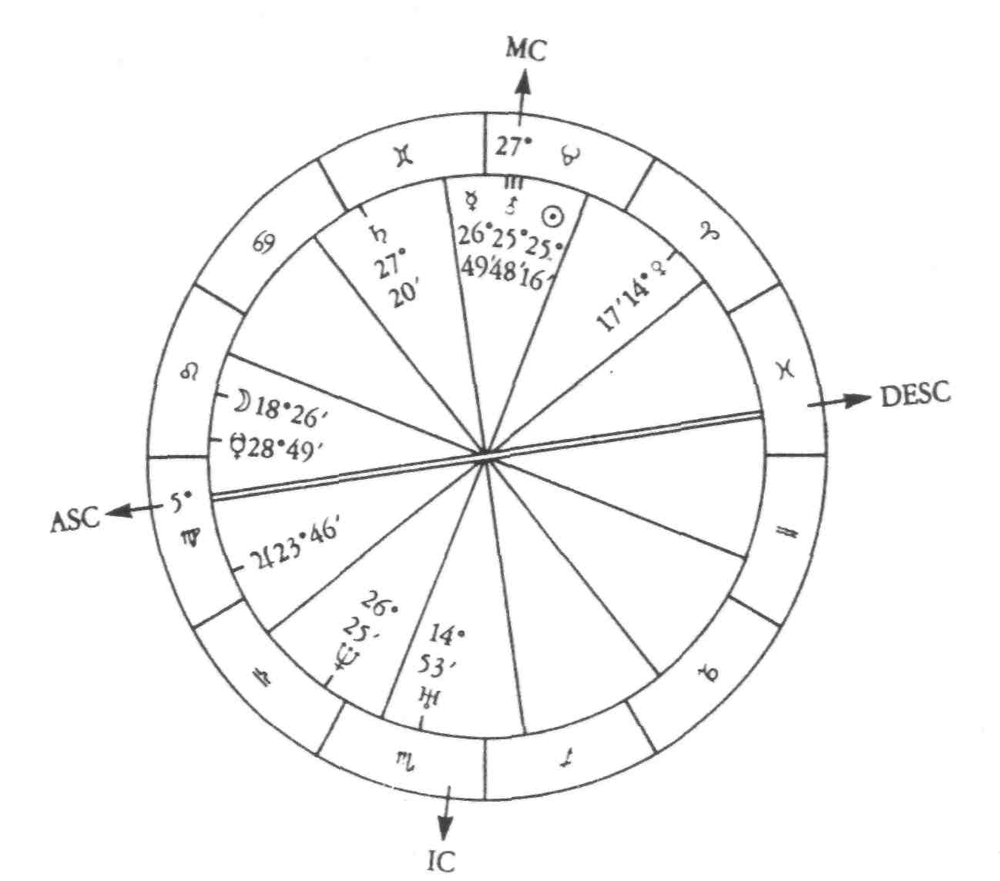 MC
27° ♉
♊
♈
♋
☿ ⚷ ☉
26° 25° 25°
49′ 48′ 16′
♄
27°
20′
17′ 14° ♀
♌
♓
☽ 18° 26′
DESC
28° 49′
5°
ASC
♍
♒
♃ 23° 46′
26°
25′
♆
14°
53′
♅
♎
♑
♏
♐
IC